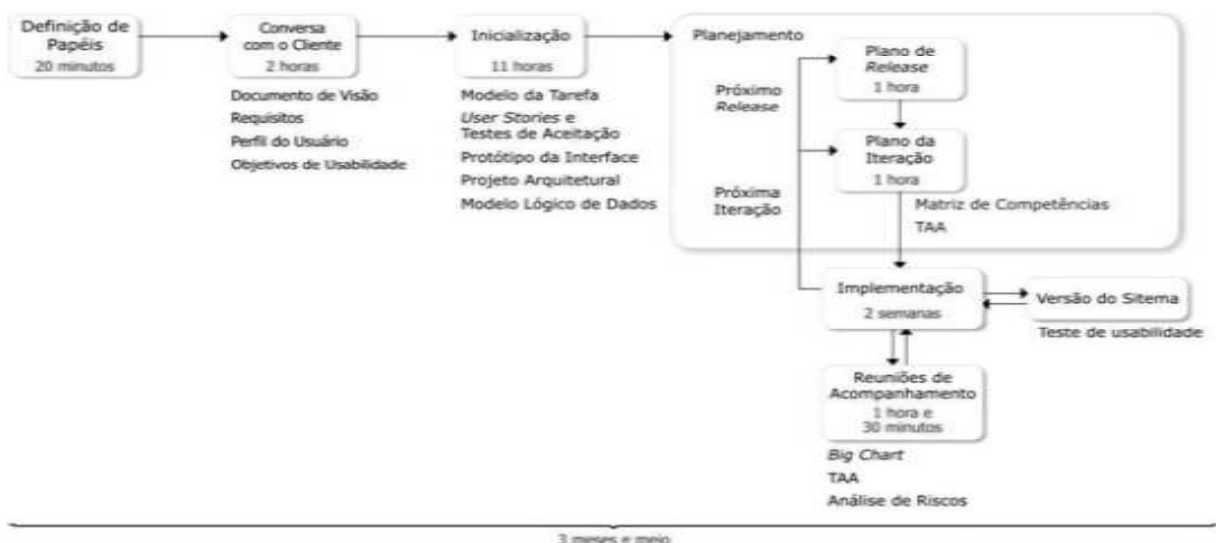 Definição de
Papéis
20 minutos
Conversa
com o Cliente
2 horas
Documento de Visão
Requisitos
Perfil do Usuário
Objetivos de Usabilidade
Inicialização
11 horas
Modelo da Tarefa
User Stories e
Testes de Aceitação
Protótipo da Interface
Projeto Arquitetural
Modelo Lógico de Dados
Planejamento
Próximo
Release
Próxima
Iteração
Plano de
Release
1 hora
Plano da
Iteração
1 hora
Matriz de Competências
TAA
Implementação
2 semanas
Versão do Sitema
Teste de usabilidade
Reuniões de
Acompanhamento
1 hora e
30 minutos
Big Chart
TAA
Análise de Riscos
3 meses e meio